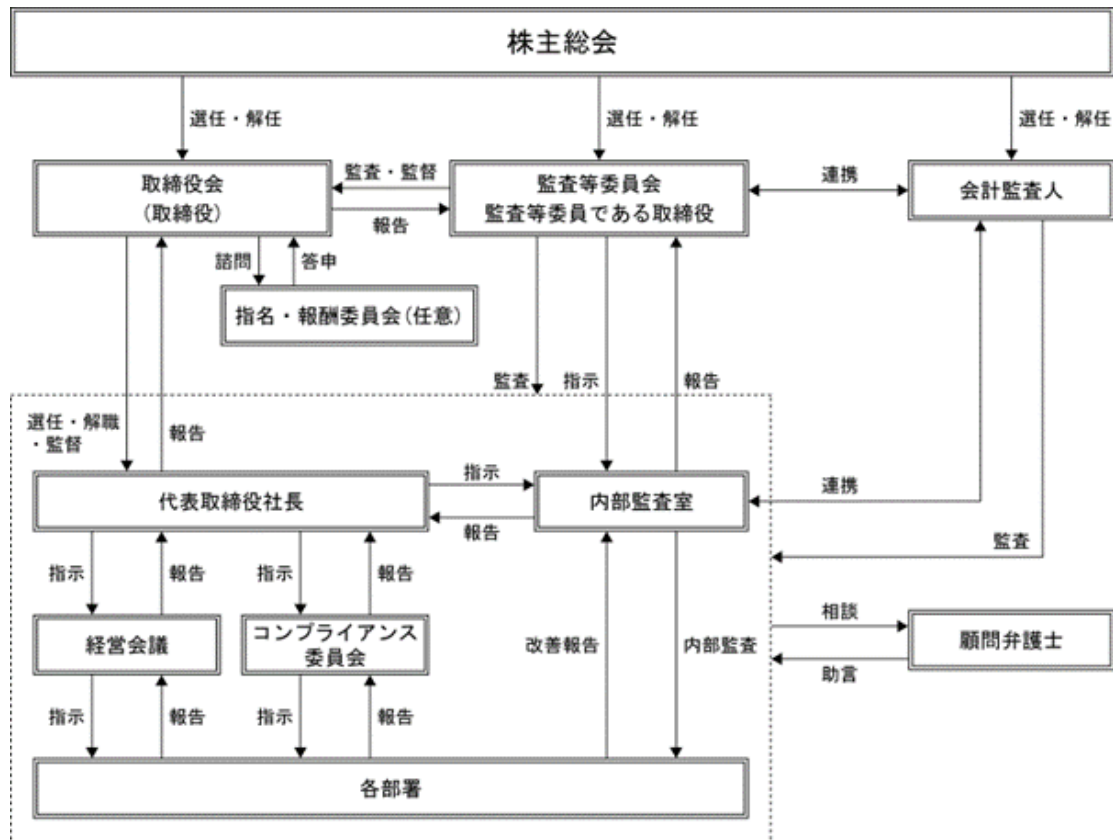 株主総会
選任・解任
選任・解任
選任・解任
取締役会
(取締役)
監査・監督
報告
監査等委員会
監査等委員である取締役
連携
会計監査人
諮問
答申
指名・報酬委員会(任意)
監査
指示
報告
選任・解職
・監督
報告
代表取締役社長
指示
報告
内部監査室
連携
監査
指示
報告
指示
報告
経営会議
コンプライアンス
委員会
改善報告
内部監査
相談
助言
顧問弁護士
指示
報告
指示
報告
各部署